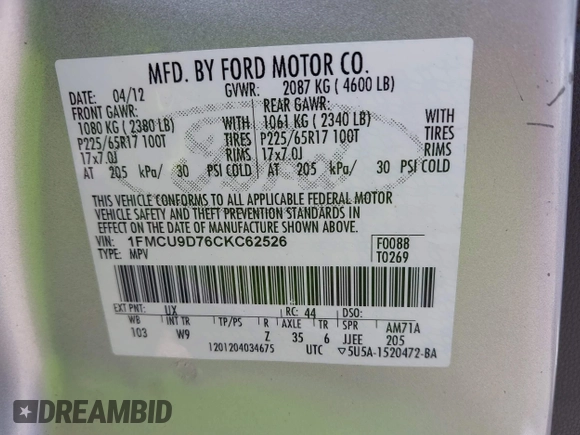 MFD. BY FORD MOTOR CO.
04/12 GVWR: 2087 KG ( 4600 LB)
FRONT GAWR: REAR GAWR:
1080 KG ( 2380 LB) WITH 1061 KG ( 2340 LB) WITH
P225/65R17 100T TIRES P225/65R17 100T TIRES
17x7.0J RIMS 17x7.0J RIMS
AT 205 kPa/ 30 PSI COLD AT 205 kPa/ 30 PSI COLD
Ford
THIS VEHICLE CONFORMS TO ALL APPLICABLE FEDERAL MOTOR
VEHICLE SAFETY AND THEFT PREVENTION STANDARDS IN
EFFECT ON THE DATE OF MANUFACTURE SHOWN ABOVE.
VIN: 1FMCU9D76CKC62526 F0088
TYPE: MPV T0269
EXT PNT: UX RC: 44 DSO:
WB INT TR TP/PS R AXLE TR SPR AM71A
103 W9 Z 35 6 JJEE 205
1201204034675 UTC ▽5U5A-1520472-BA
DREAMBID